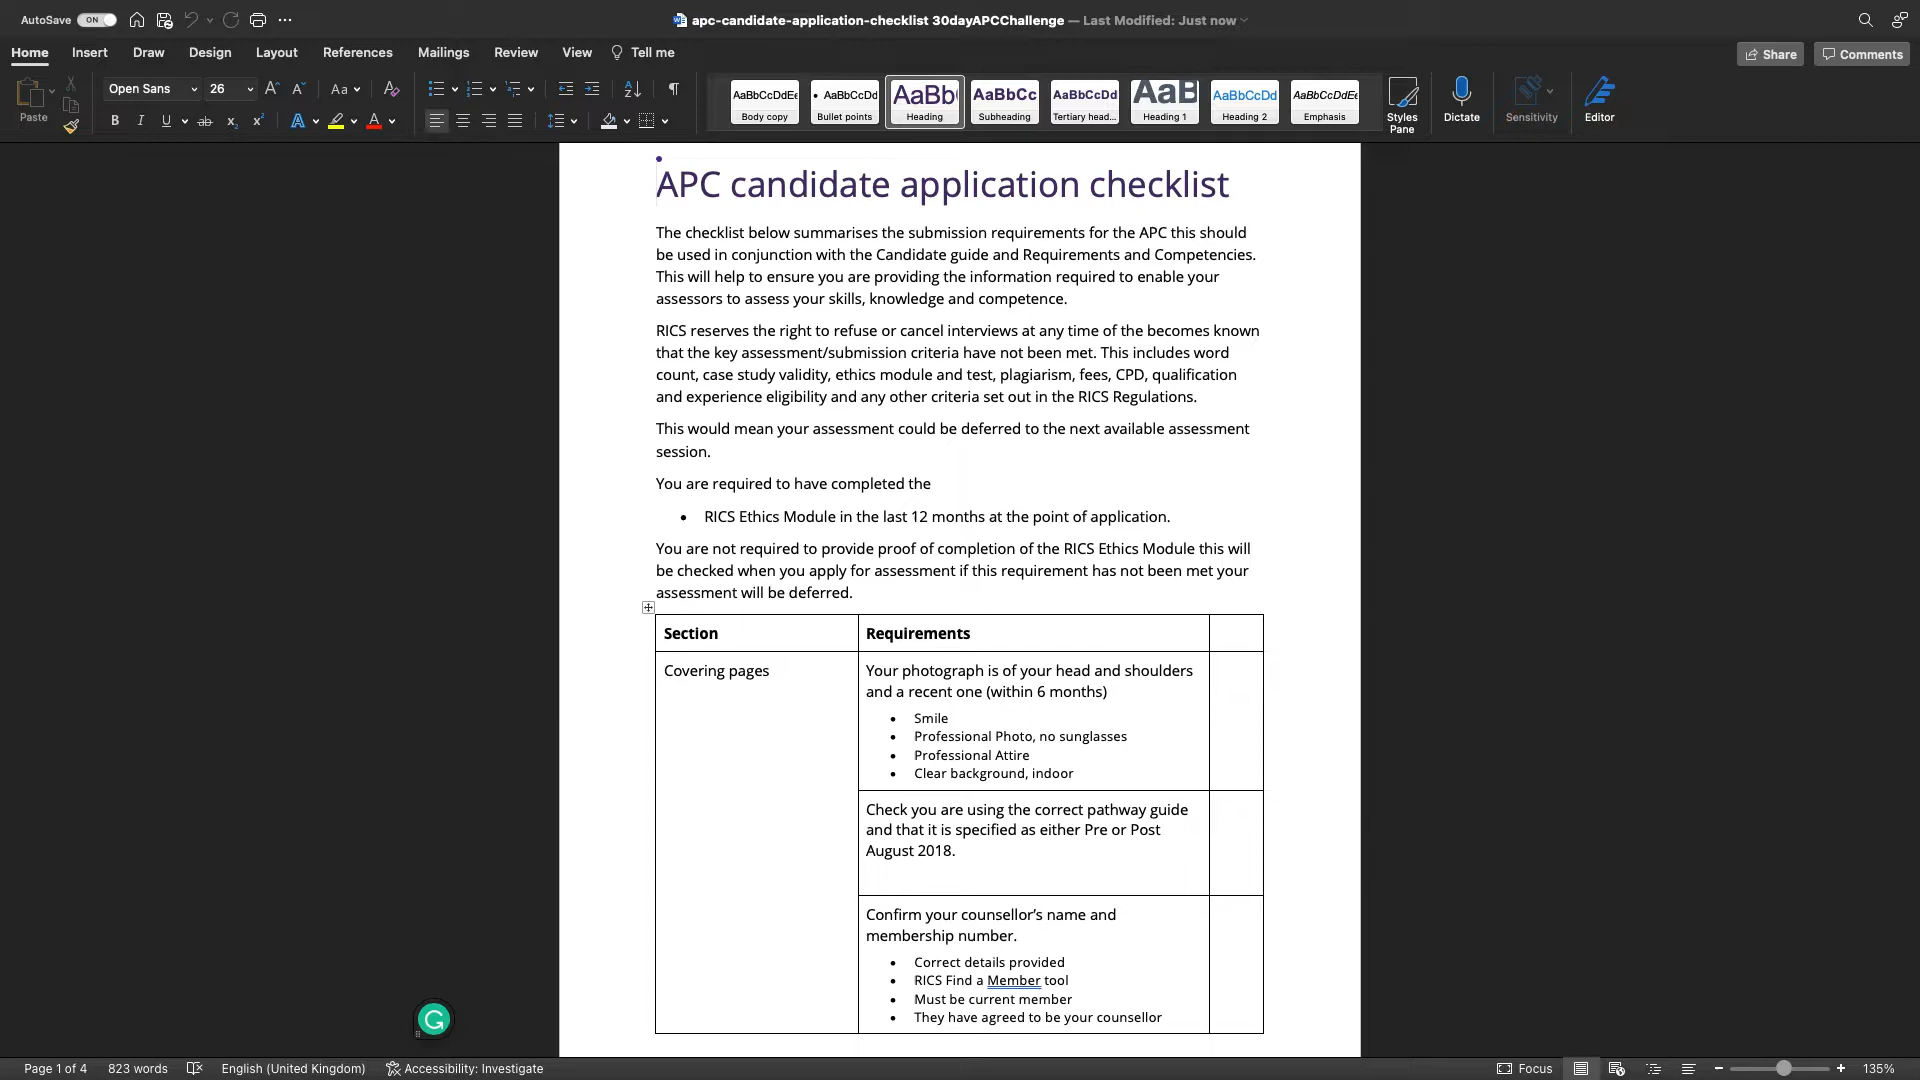 AutoSave ON
apc-candidate-application-checklist 30dayAPCChallenge — Last Modified: Just now
Home Insert Draw Design Layout References Mailings Review View Tell me
Share Comments
Paste
Open Sans 26
Aa
B I U ab x₂ x² A A
AaBbCcDdEe
Body copy
AaBbCcDd
Bullet points
AaBb(
Heading
AaBbCc
Subheading
AaBbCcDd
Tertiary head...
AaB
Heading 1
AaBbCcDd
Heading 2
AaBbCcDdEe
Emphasis
Styles
Pane
Dictate
Sensitivity
Editor
APC candidate application checklist
The checklist below summarises the submission requirements for the APC this should
be used in conjunction with the Candidate guide and Requirements and Competencies.
This will help to ensure you are providing the information required to enable your
assessors to assess your skills, knowledge and competence.
RICS reserves the right to refuse or cancel interviews at any time of the becomes known
that the key assessment/submission criteria have not been met. This includes word
count, case study validity, ethics module and test, plagiarism, fees, CPD, qualification
and experience eligibility and any other criteria set out in the RICS Regulations.
This would mean your assessment could be deferred to the next available assessment
session.
You are required to have completed the
• RICS Ethics Module in the last 12 months at the point of application.
You are not required to provide proof of completion of the RICS Ethics Module this will
be checked when you apply for assessment if this requirement has not been met your
assessment will be deferred.
Section Requirements
Covering pages
Your photograph is of your head and shoulders
and a recent one (within 6 months)
• Smile
• Professional Photo, no sunglasses
• Professional Attire
• Clear background, indoor
Check you are using the correct pathway guide
and that it is specified as either Pre or Post
August 2018.
Confirm your counsellor’s name and
membership number.
• Correct details provided
• RICS Find a Member tool
• Must be current member
• They have agreed to be your counsellor
Page 1 of 4 823 words English (United Kingdom) Accessibility: Investigate
Focus 135%